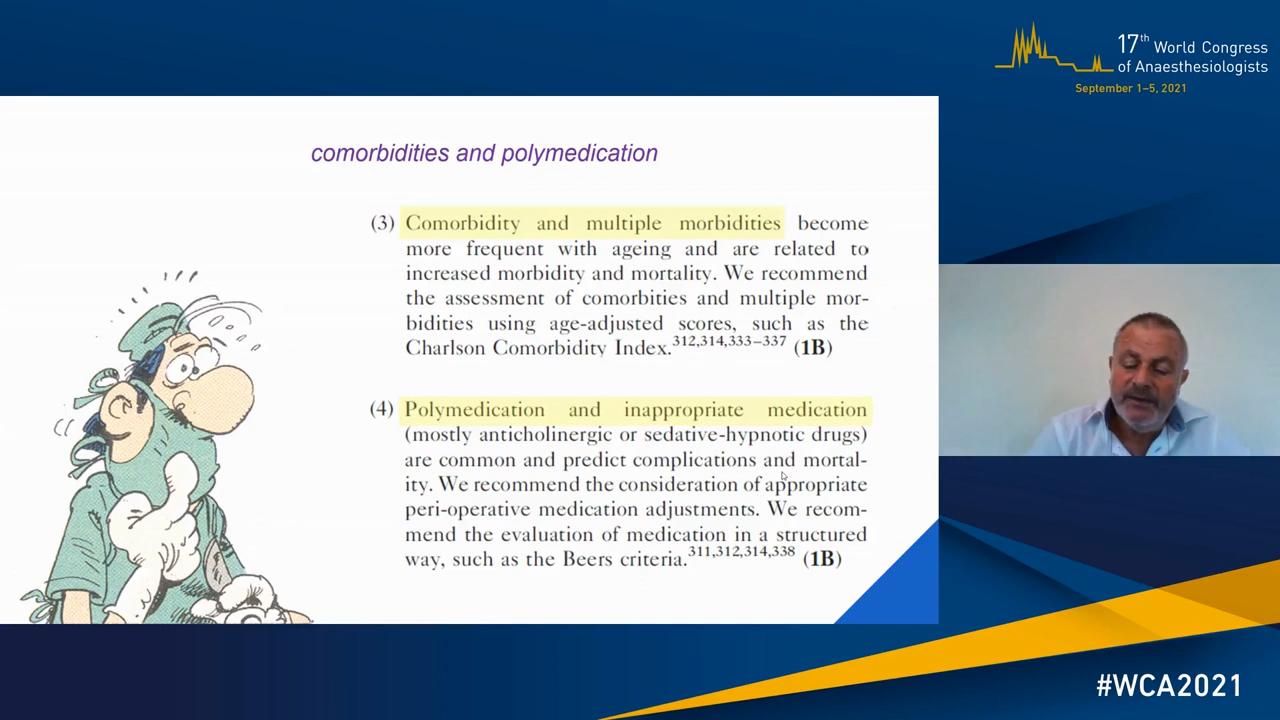 17th World Congress
of Anaesthesiologists
September 1–5, 2021
comorbidities and polymedication
(3) Comorbidity and multiple morbidities become
more frequent with ageing and are related to
increased morbidity and mortality. We recommend
the assessment of comorbities and multiple mor-
bidities using age-adjusted scores, such as the
Charlson Comorbidity Index.312,314,333–337 (1B)
(4) Polymedication and inappropriate medication
(mostly anticholinergic or sedative-hypnotic drugs)
are common and predict complications and mortal-
ity. We recommend the consideration of appropriate
peri-operative medication adjustments. We recom-
mend the evaluation of medication in a structured
way, such as the Beers criteria.311,312,314,338 (1B)
#WCA2021